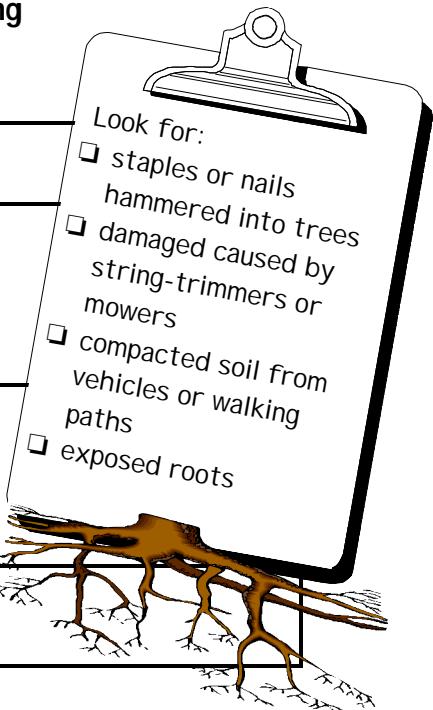 ng
Look for:
❑ staples or nails
hammered into trees
❑ damaged caused by
string-trimmers or
mowers
❑ compacted soil from
vehicles or walking
paths
❑ exposed roots